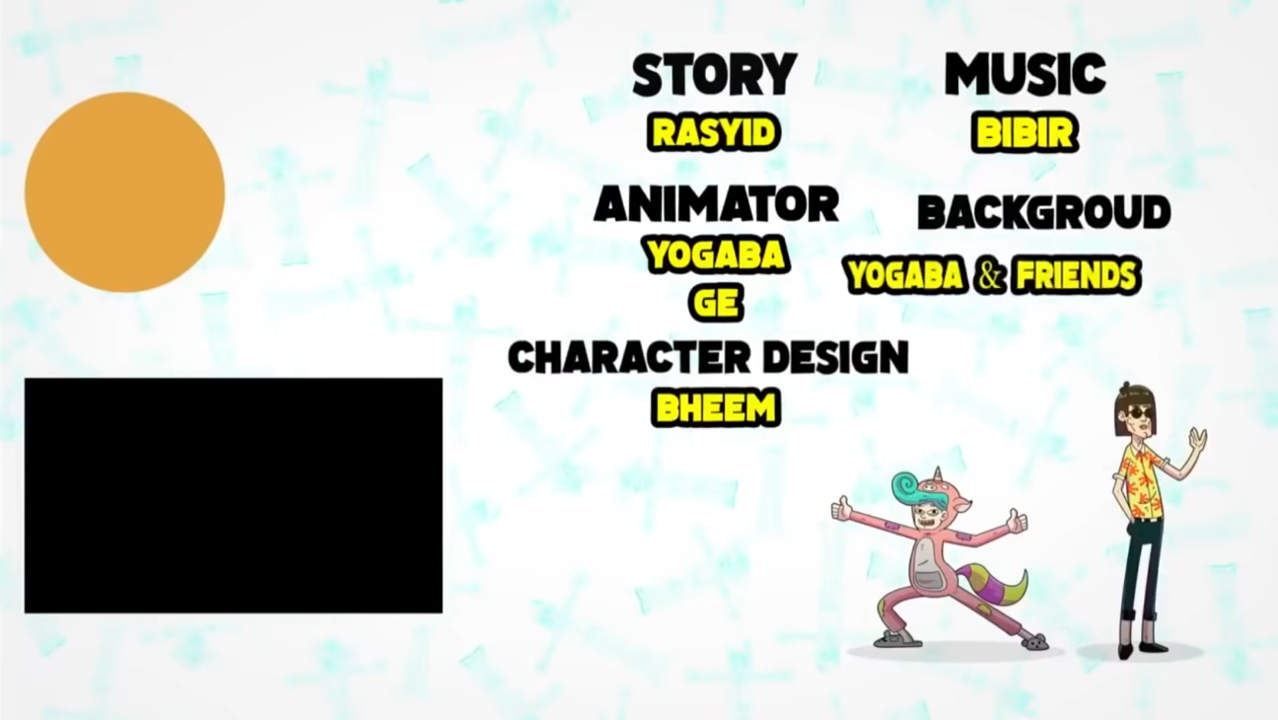 STORY
RASYID
MUSIC
BIBIR
ANIMATOR
YOGABA
GE
BACKGROUD
YOGABA & FRIENDS
CHARACTER DESIGN
BHEEM